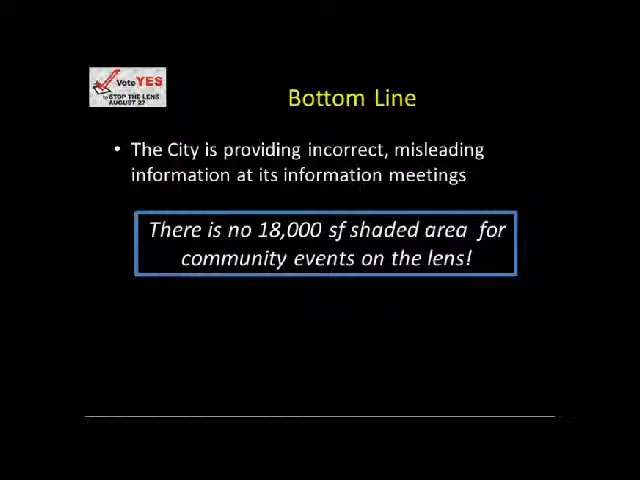 Vote YES
to STOP THE LENS
AUGUST 27
Bottom Line
• The City is providing incorrect, misleading
information at its information meetings
There is no 18,000 sf shaded area for
community events on the lens!